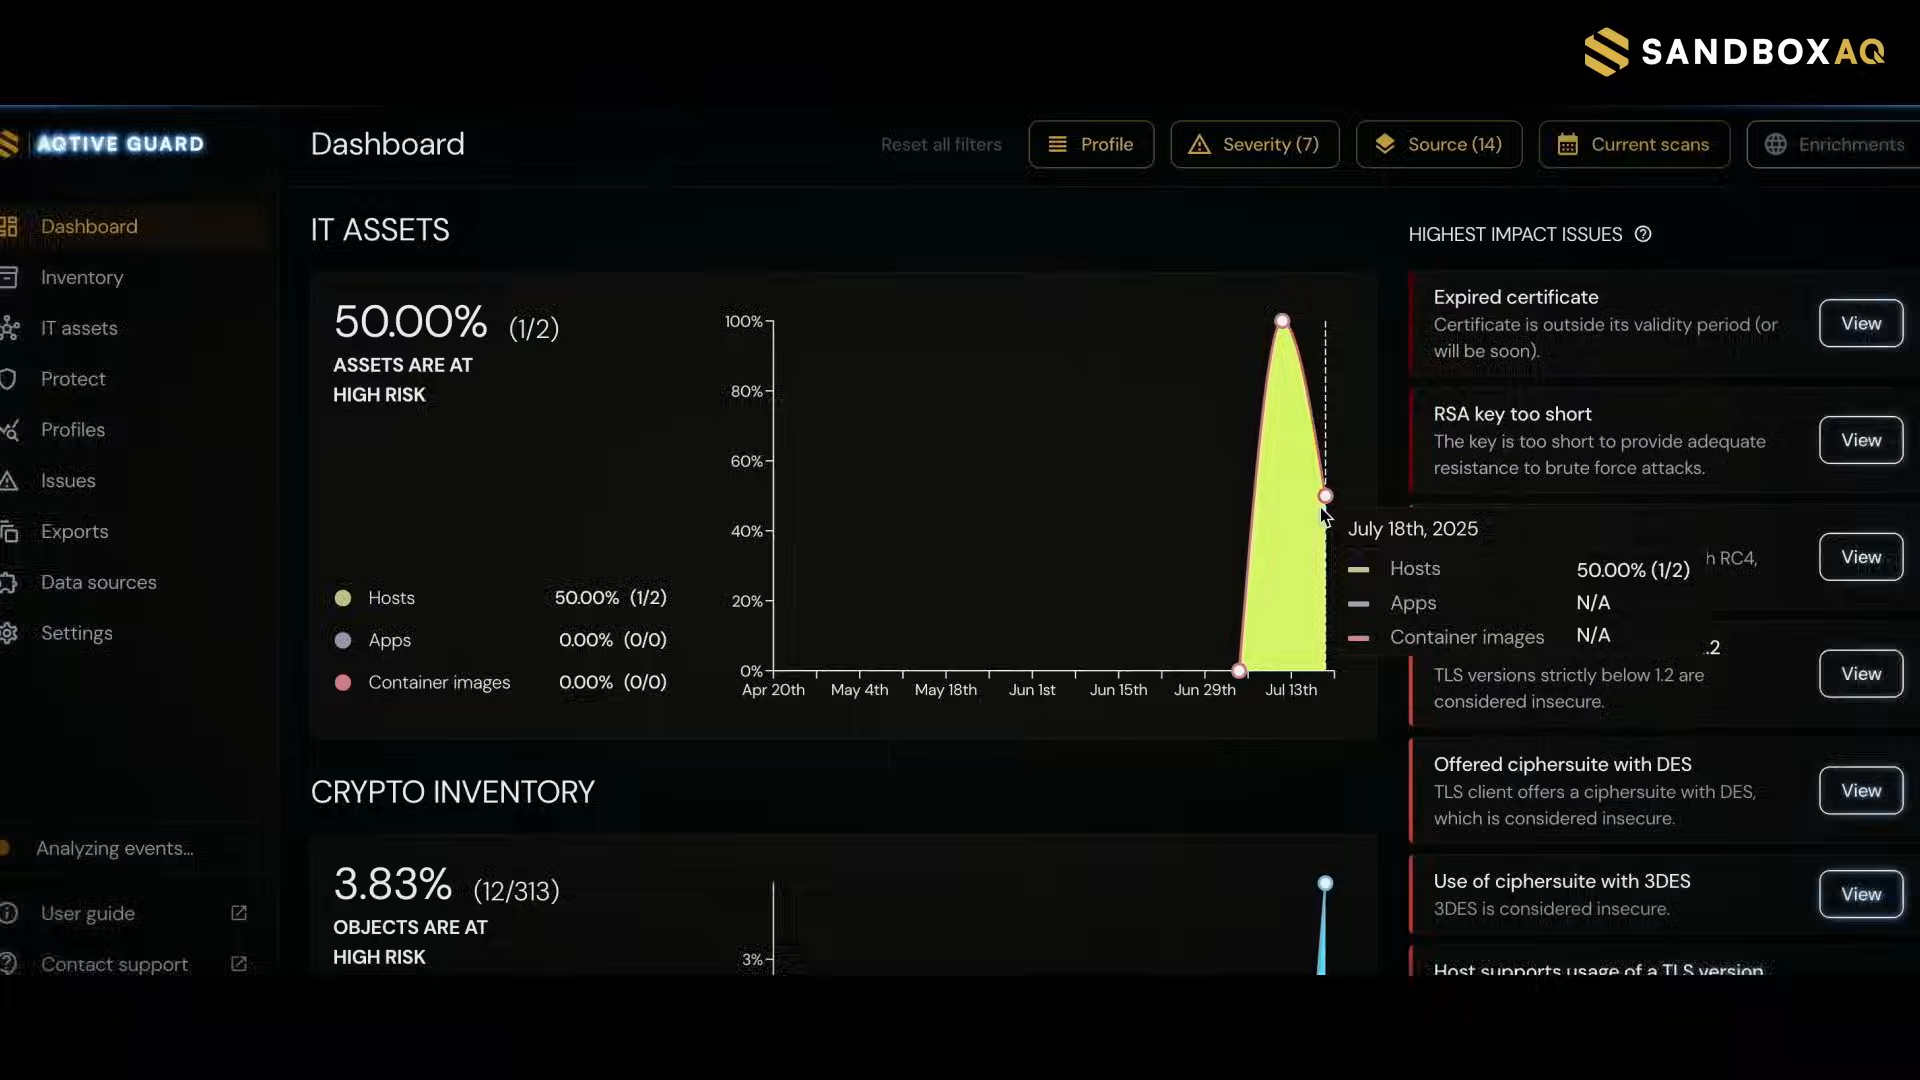 SANDBOXAQ
AQTIVE GUARD
Dashboard
Reset all filters
Profile
Severity (7)
Source (14)
Current scans
Enrichments
Dashboard
Inventory
IT assets
Protect
Profiles
Issues
Exports
Data sources
Settings
Analyzing events...
User guide
Contact support
IT ASSETS
50.00% (1/2)
ASSETS ARE AT
HIGH RISK
Hosts 50.00% (1/2)
Apps 0.00% (0/0)
Container images 0.00% (0/0)
100%
80%
60%
40%
20%
0%
Apr 20th May 4th May 18th Jun 1st Jun 15th Jun 29th Jul 13th
July 18th, 2025
Hosts 50.00% (1/2)
Apps N/A
Container images N/A
CRYPTO INVENTORY
3.83% (12/313)
OBJECTS ARE AT
HIGH RISK
3%
HIGHEST IMPACT ISSUES
Expired certificate
Certificate is outside its validity period (or
will be soon).
View
RSA key too short
The key is too short to provide adequate
resistance to brute force attacks.
View
h RC4,
View
.2
TLS versions strictly below 1.2 are
considered insecure.
View
Offered ciphersuite with DES
TLS client offers a ciphersuite with DES,
which is considered insecure.
View
Use of ciphersuite with 3DES
3DES is considered insecure.
View
Host supports usage of a TLS version